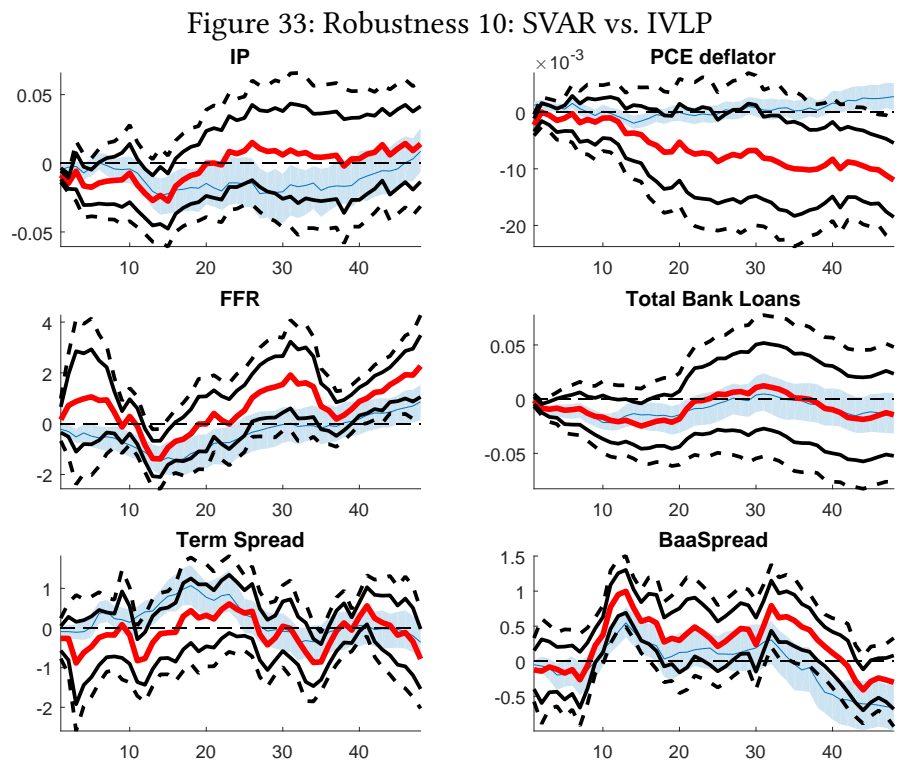 Figure 33: Robustness 10: SVAR vs. IVLP
IP
0.05
0
-0.05
10 20 30 40
PCE deflator
×10⁻³
0
-10
-20
10 20 30 40
FFR
4
2
0
-2
10 20 30 40
Total Bank Loans
0.05
0
-0.05
10 20 30 40
Term Spread
1
0
-1
-2
10 20 30 40
BaaSpread
1.5
1
0.5
0
-0.5
10 20 30 40